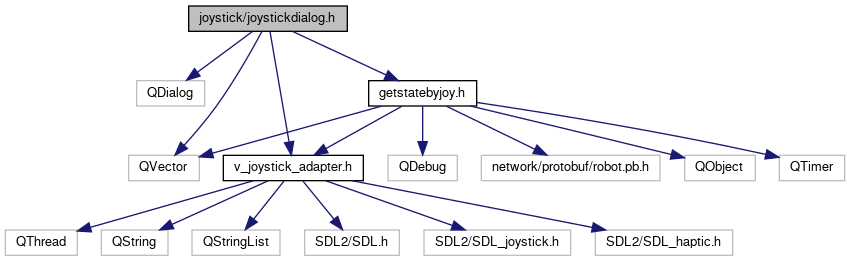 joystick/joystickdialog.h
QDialog
getstatebyjoy.h
QVector
v_joystick_adapter.h
QDebug
network/protobuf/robot.pb.h
QObject
QTimer
QThread
QString
QStringList
SDL2/SDL.h
SDL2/SDL_joystick.h
SDL2/SDL_haptic.h